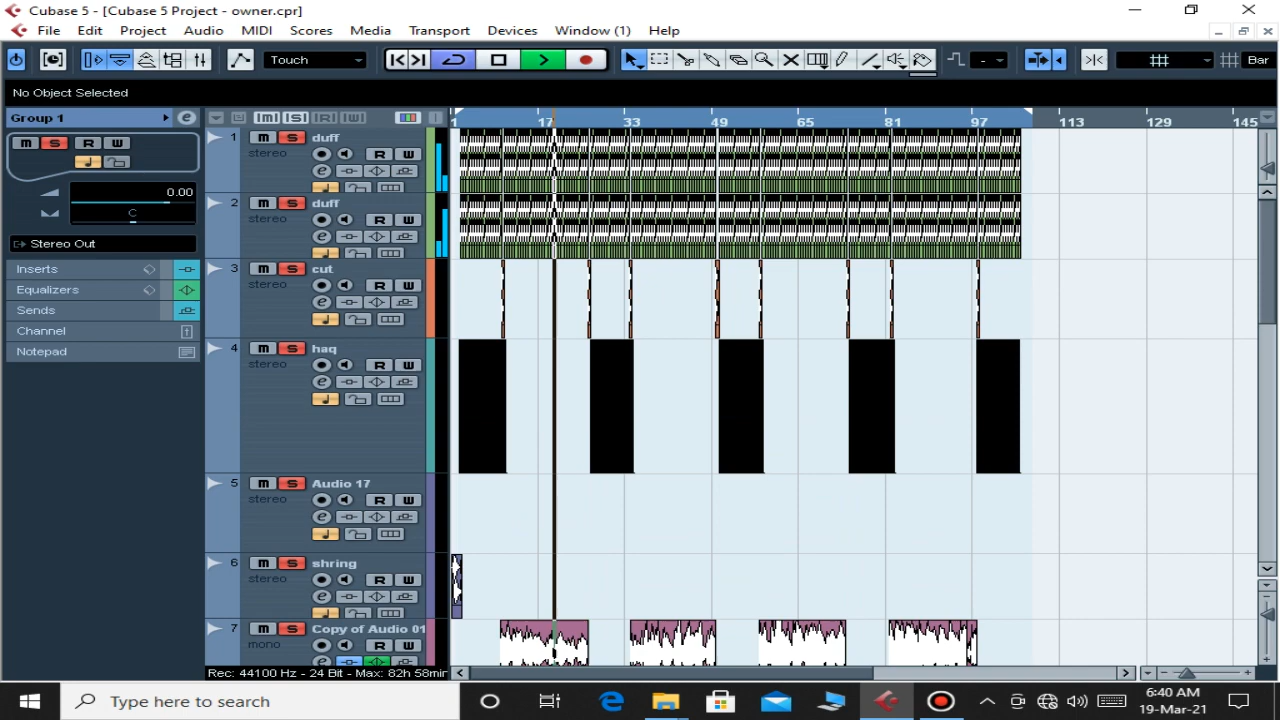 Cubase 5 - [Cubase 5 Project - owner.cpr]
File Edit Project Audio MIDI Scores Media Transport Devices Window (1) Help
Touch
Bar
No Object Selected
Group 1
[M] [S] [R] [W]
1 17 33 49 65 81 97 113 129 145
m S R W
0.00
C
Stereo Out
Inserts
Equalizers
Sends
Channel
Notepad
1 m S duff
stereo R W
e
2 m S duff
stereo R W
e
3 m S cut
stereo R W
e
4 m S haq
stereo R W
e
5 m S Audio 17
stereo R W
e
6 m S shring
stereo R W
e
7 m S Copy of Audio 01
mono R W
e
Rec: 44100 Hz - 24 Bit - Max: 82h 58min
Type here to search
6:40 AM
19-Mar-21